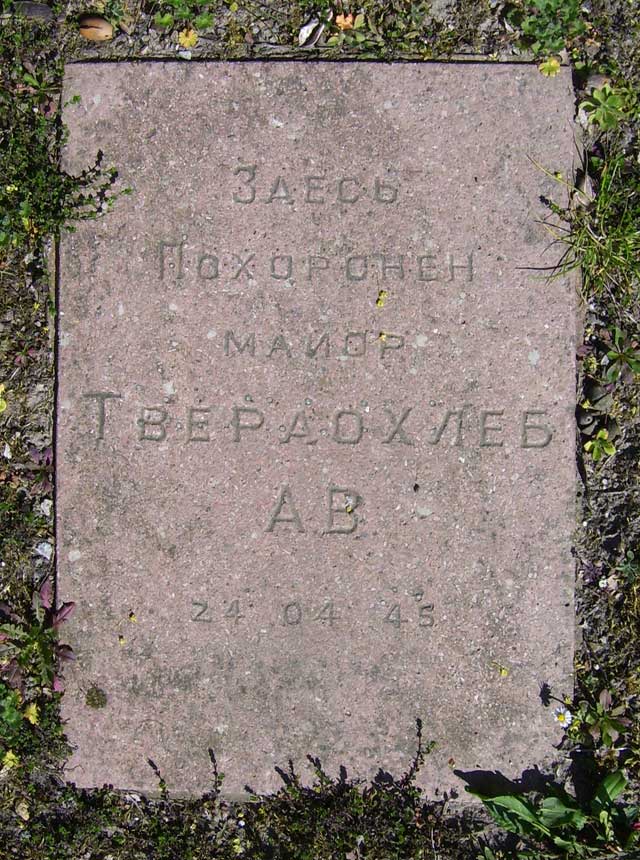 Здесь
Похоронен
майор
Твердохлеб
А В
24 04 45